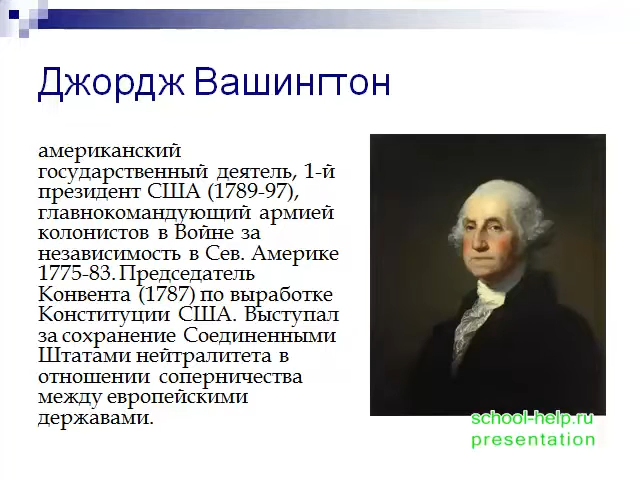 Джордж Вашингтон
американский
государственный деятель, 1-й
президент США (1789-97),
главнокомандующий армией
колонистов в Войне за
независимость в Сев. Америке
1775-83. Председатель
Конвента (1787) по выработке
Конституции США. Выступал
за сохранение Соединенными
Штатами нейтралитета в
отношении соперничества
между европейскими
державами.
school-help.ru
presentation